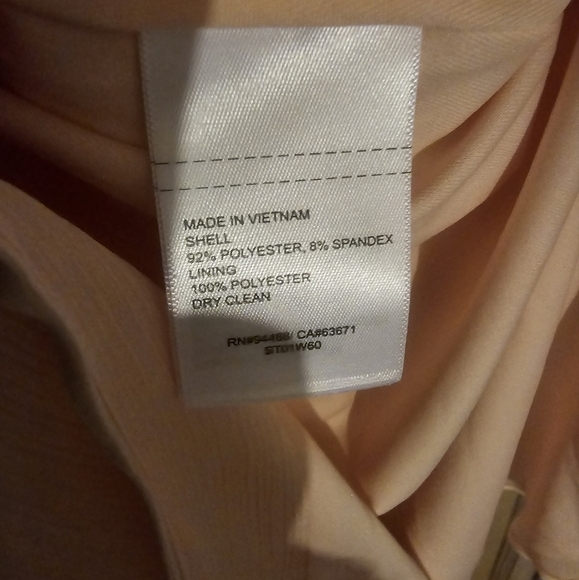 MADE IN VIETNAM
SHELL
92% POLYESTER, 8% SPANDEX
LINING
100% POLYESTER
DRY CLEAN
CA#63671